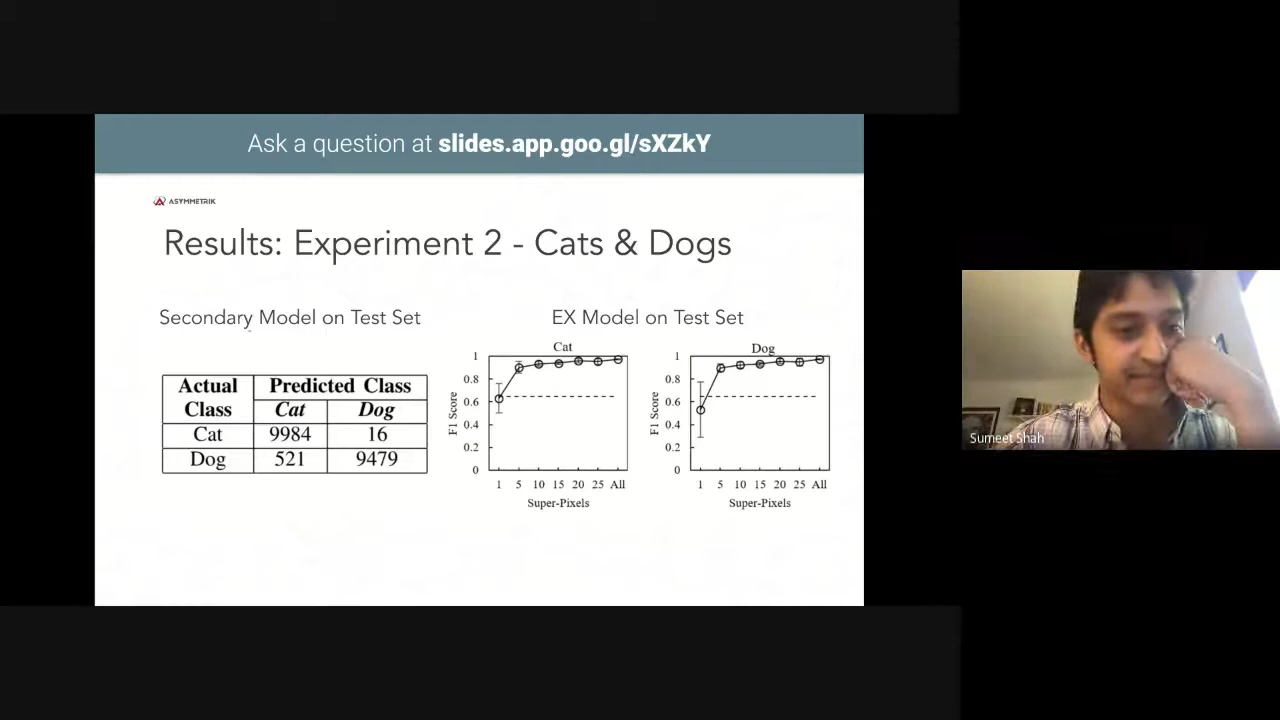 Ask a question at slides.app.goo.gl/sXZkY
ASYMMETRIK
Results: Experiment 2 - Cats & Dogs
Secondary Model on Test Set
Actual Class Predicted Class
Cat Dog
Cat 9984 16
Dog 521 9479
EX Model on Test Set
Cat
F1 Score
1
0.8
0.6
0.4
0.2
0
1 5 10 15 20 25 All
Super-Pixels
Dog
F1 Score
1
0.8
0.6
0.4
0.2
0
1 5 10 15 20 25 All
Super-Pixels
Sumeet Shah